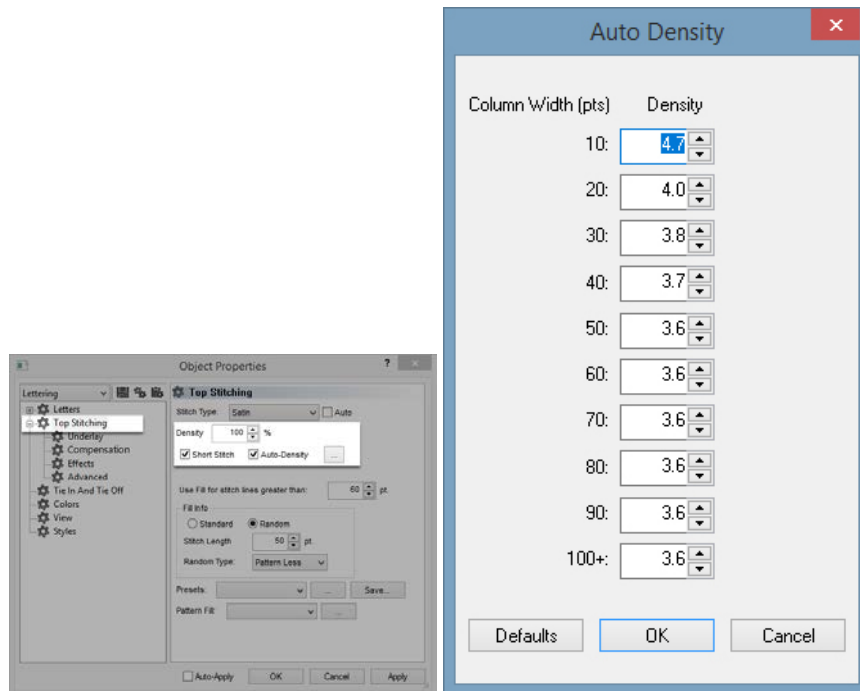 Object Properties ?
Lettering
Letters
Top Stitching
Underlay
Compensation
Effects
Advanced
Tie In And Tie Off
Colors
View
Styles
Top Stitching
Stitch Type: Satin Auto
Density 100 %
Short Stitch Auto-Density ...
Use Fill for stitch lines greater than: 60 pt.
Fill Info
Standard Random
Stitch Length 50 pt.
Random Type: Pattern Less
Presets: ... Save...
Pattern Fill: ...
Auto-Apply OK Cancel Apply
Auto Density
Column Width (pts) Density
10: 4.7
20: 4.0
30: 3.8
40: 3.7
50: 3.6
60: 3.6
70: 3.6
80: 3.6
90: 3.6
100+: 3.6
Defaults OK Cancel